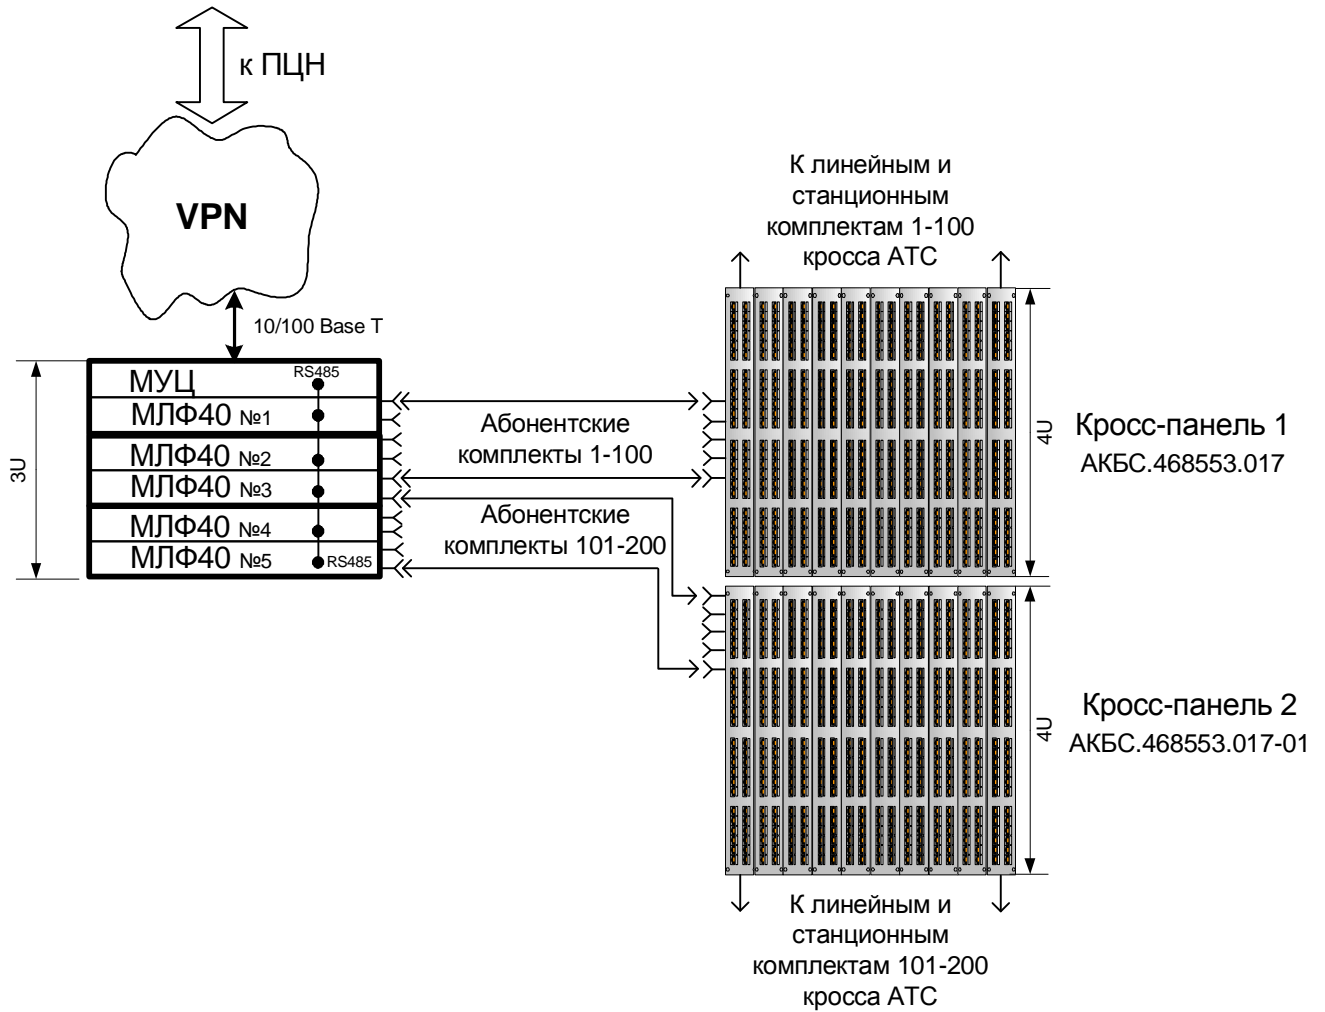 к ПЦН
VPN
10/100 Base T
К линейным и
станционным
комплектам 1-100
кросса АТС
3U
МУЦ
RS485
МЛФ40 №1
МЛФ40 №2
МЛФ40 №3
МЛФ40 №4
МЛФ40 №5
RS485
Абонентские
комплекты 1-100
Абонентские
комплекты 101-200
4U
Кросс-панель 1
АКБС.468553.017
4U
Кросс-панель 2
АКБС.468553.017-01
К линейным и
станционным
комплектам 101-200
кросса АТС